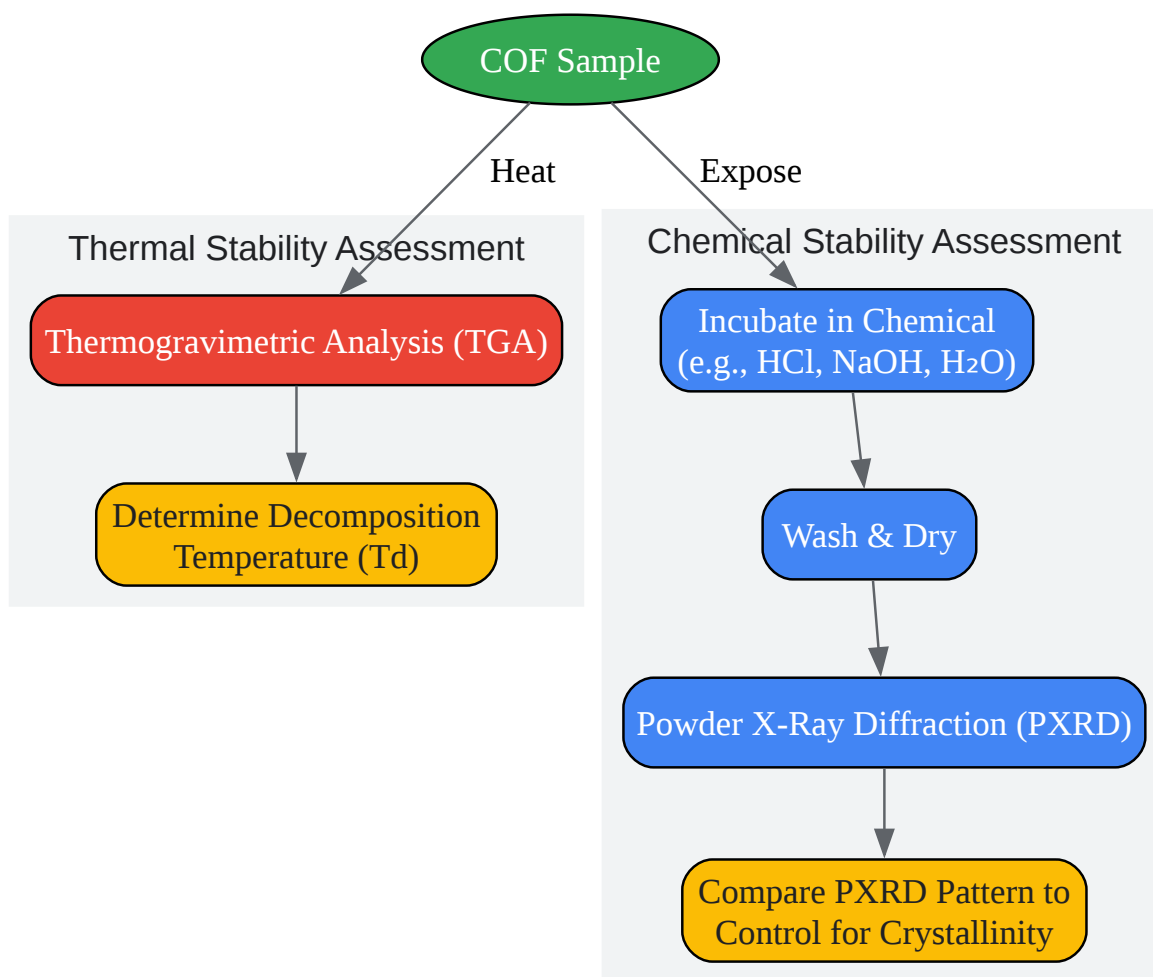 COF Sample
Heat
Expose
Thermal Stability Assessment
Thermogravimetric Analysis (TGA)
Determine Decomposition
Temperature (Td)
Chemical Stability Assessment
Incubate in Chemical
(e.g., HCl, NaOH, H₂O)
Wash & Dry
Powder X-Ray Diffraction (PXRD)
Compare PXRD Pattern to
Control for Crystallinity